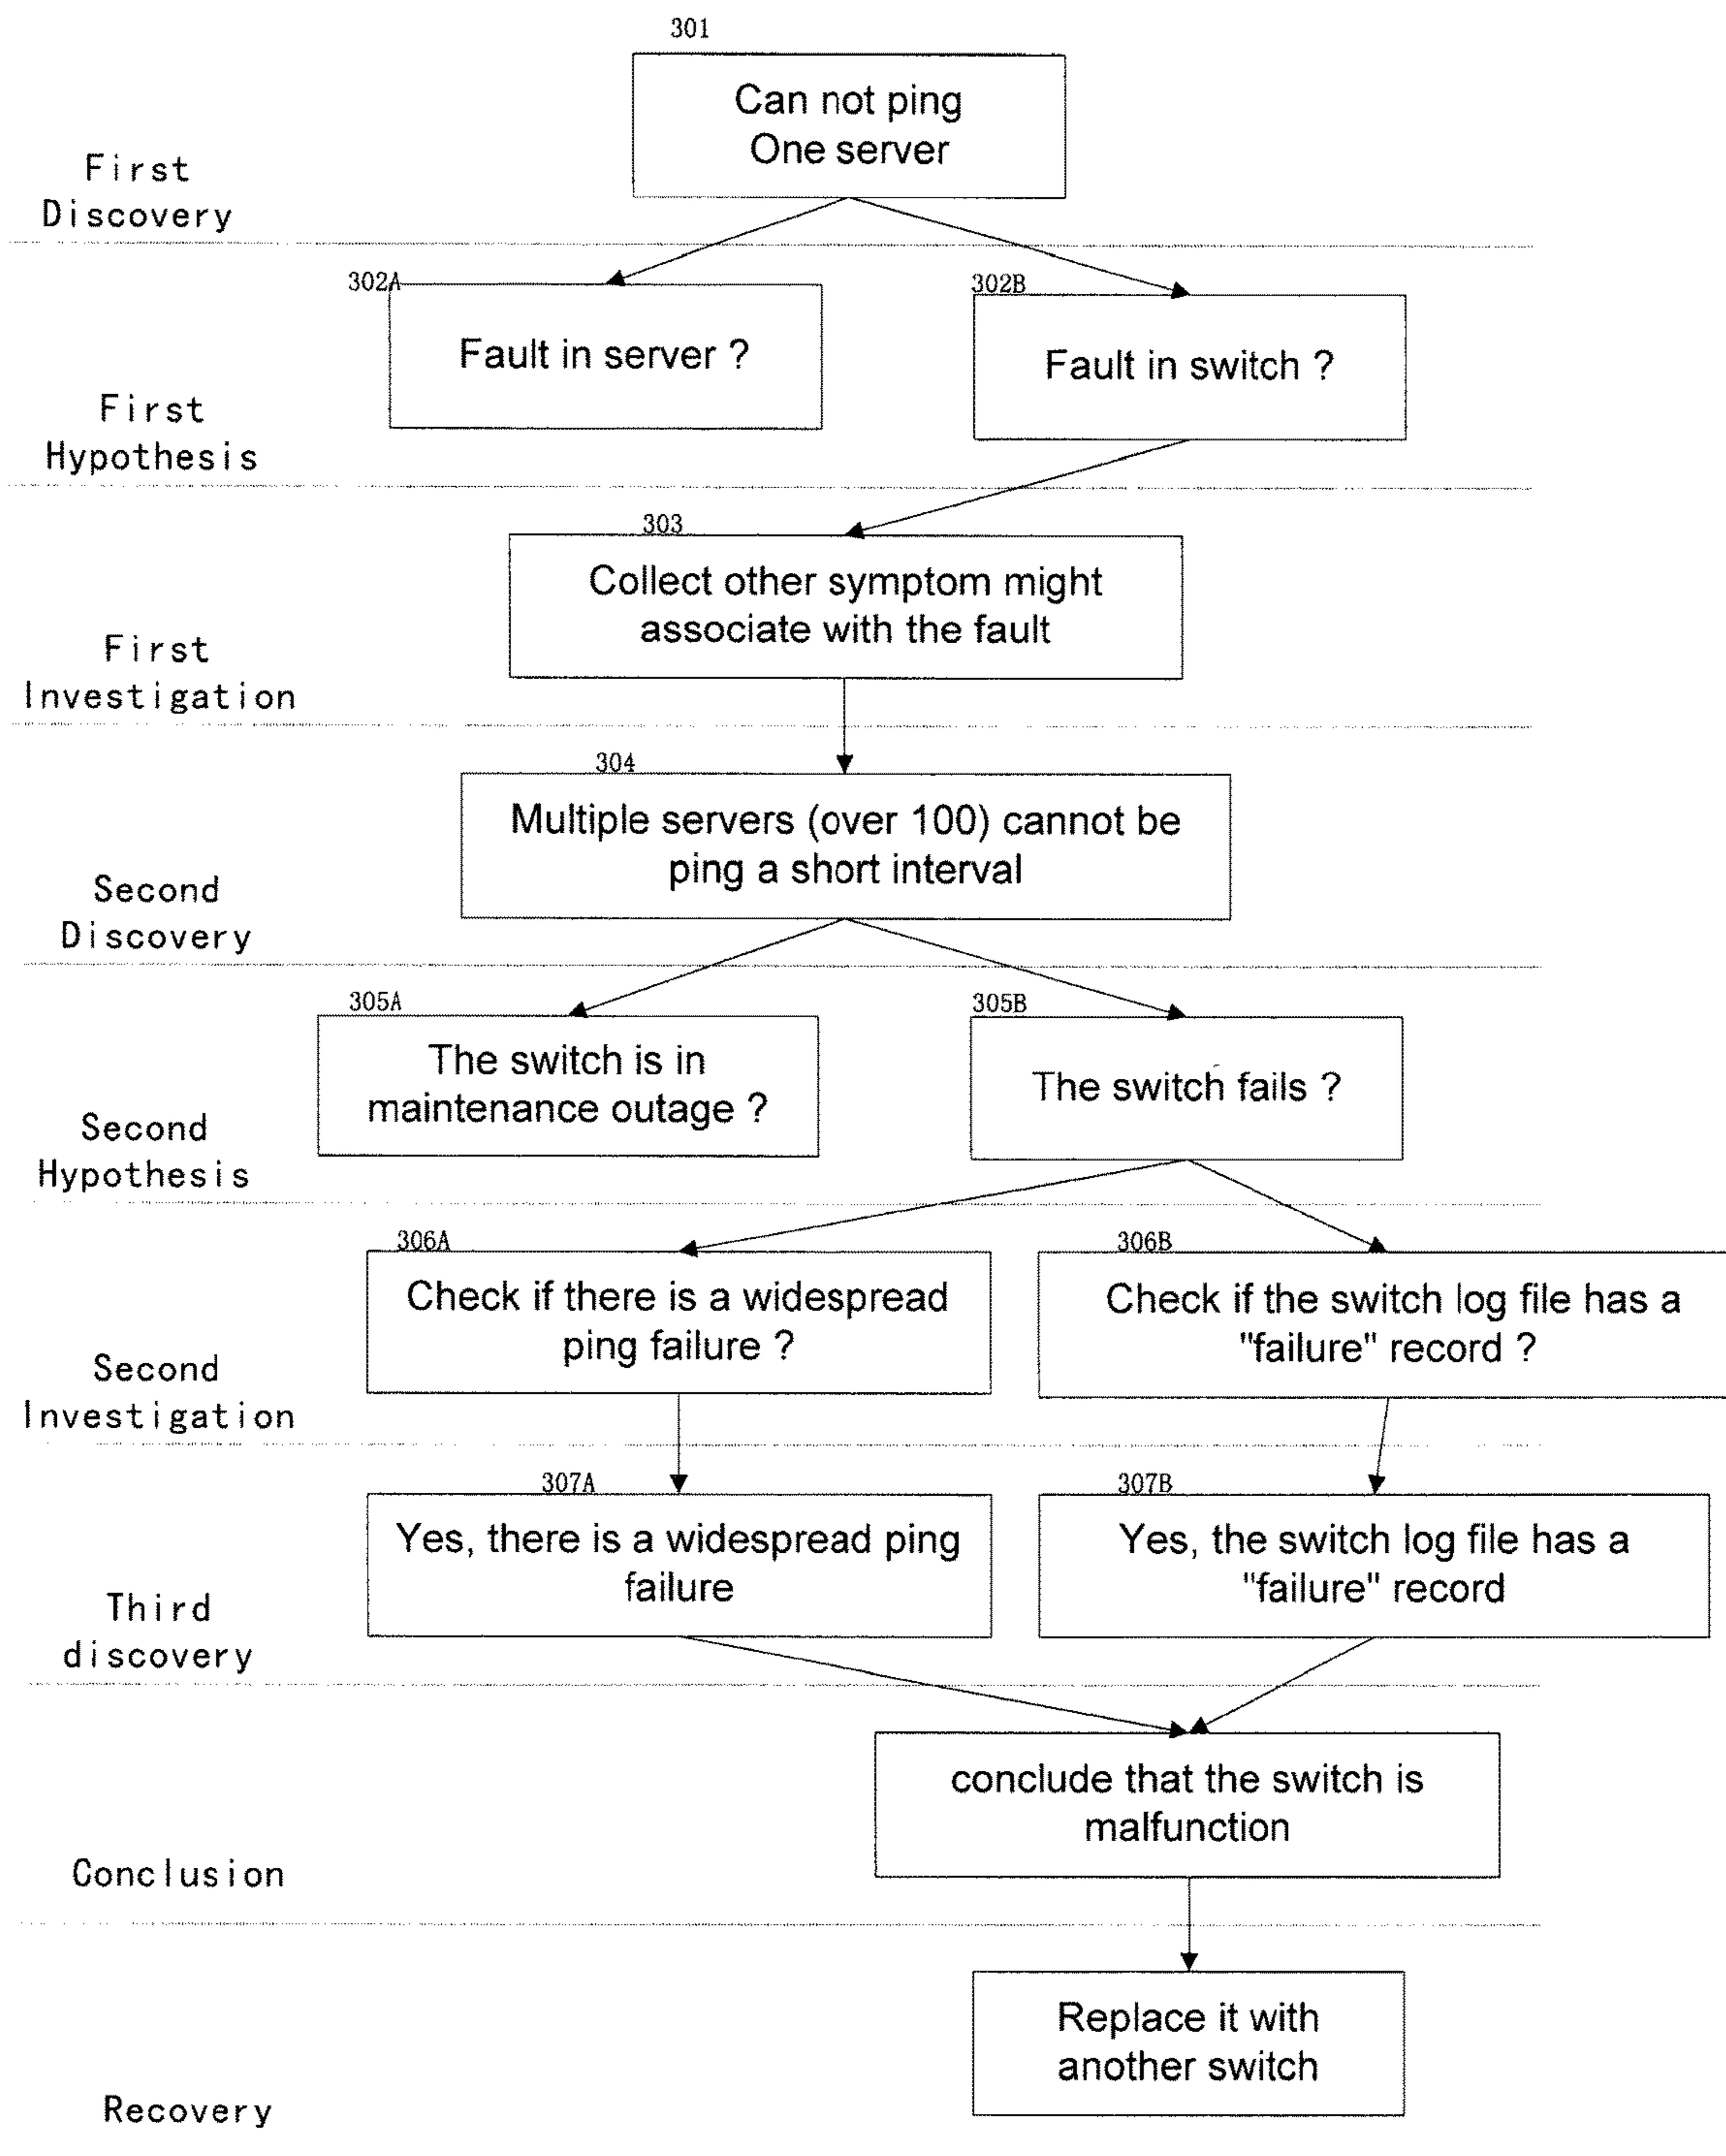 301
Can not ping
One server
First
Discovery
302A
302B
Fault in server ?
Fault in switch ?
First
Hypothesis
303
Collect other symptom might
associate with the fault
First
Investigation
304
Multiple servers (over 100) cannot be
ping a short interval
Second
Discovery
305A
305B
The switch is in
maintenance outage ?
The switch fails ?
Second
Hypothesis
306A
306B
Check if there is a widespread
ping failure ?
Check if the switch log file has a
"failure" record ?
Second
Investigation
307A
307B
Yes, there is a widespread ping
failure
Yes, the switch log file has a
"failure" record
Third
discovery
conclude that the switch is
malfunction
Conclusion
Replace it with
another switch
Recovery